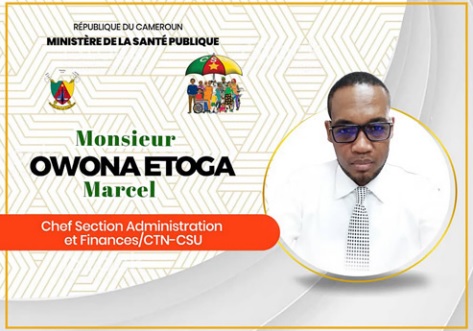 RÉPUBLIQUE DU CAMEROUN
MINISTÈRE DE LA SANTÉ PUBLIQUE
CSU
Monsieur
OWONA ETOGA
Marcel
Chef Section Administration
et Finances/CTN-CSU